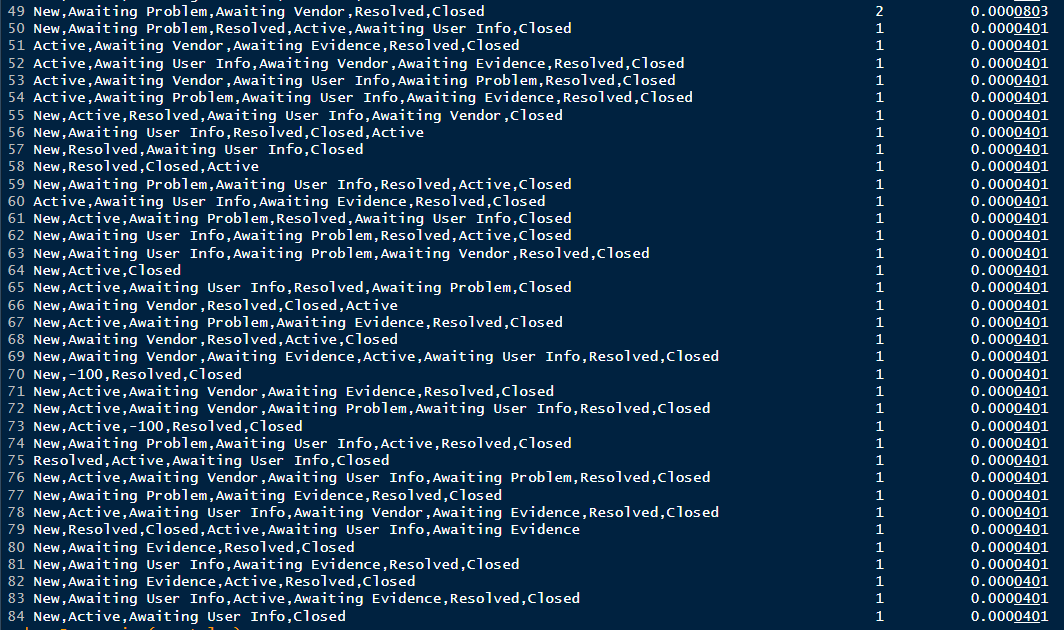 49 New,Awaiting Problem,Awaiting Vendor,Resolved,Closed 2 0.0000803
50 New,Awaiting Problem,Resolved,Active,Awaiting User Info,Closed 1 0.0000401
51 Active,Awaiting Vendor,Awaiting Evidence,Resolved,Closed 1 0.0000401
52 Active,Awaiting User Info,Awaiting Vendor,Awaiting Evidence,Resolved,Closed 1 0.0000401
53 Active,Awaiting Vendor,Awaiting User Info,Awaiting Problem,Resolved,Closed 1 0.0000401
54 Active,Awaiting Problem,Awaiting User Info,Awaiting Evidence,Resolved,Closed 1 0.0000401
55 New,Active,Resolved,Awaiting User Info,Awaiting Vendor,Closed 1 0.0000401
56 New,Awaiting User Info,Resolved,Closed,Active 1 0.0000401
57 New,Resolved,Awaiting User Info,Closed 1 0.0000401
58 New,Resolved,Closed,Active 1 0.0000401
59 New,Awaiting Problem,Awaiting User Info,Resolved,Active,Closed 1 0.0000401
60 Active,Awaiting User Info,Awaiting Evidence,Resolved,Closed 1 0.0000401
61 New,Active,Awaiting Problem,Resolved,Awaiting User Info,Closed 1 0.0000401
62 New,Awaiting User Info,Awaiting Problem,Resolved,Active,Closed 1 0.0000401
63 New,Awaiting User Info,Awaiting Problem,Awaiting Vendor,Resolved,Closed 1 0.0000401
64 New,Active,Closed 1 0.0000401
65 New,Active,Awaiting User Info,Resolved,Awaiting Problem,Closed 1 0.0000401
66 New,Awaiting Vendor,Resolved,Closed,Active 1 0.0000401
67 New,Active,Awaiting Problem,Awaiting Evidence,Resolved,Closed 1 0.0000401
68 New,Awaiting Vendor,Resolved,Active,Closed 1 0.0000401
69 New,Awaiting Vendor,Awaiting Evidence,Active,Awaiting User Info,Resolved,Closed 1 0.0000401
70 New,-100,Resolved,Closed 1 0.0000401
71 New,Active,Awaiting Vendor,Awaiting Evidence,Resolved,Closed 1 0.0000401
72 New,Active,Awaiting Vendor,Awaiting Problem,Awaiting User Info,Resolved,Closed 1 0.0000401
73 New,Active,-100,Resolved,Closed 1 0.0000401
74 New,Awaiting Problem,Awaiting User Info,Active,Resolved,Closed 1 0.0000401
75 Resolved,Active,Awaiting User Info,Closed 1 0.0000401
76 New,Active,Awaiting Vendor,Awaiting User Info,Awaiting Problem,Resolved,Closed 1 0.0000401
77 New,Awaiting Problem,Awaiting Evidence,Resolved,Closed 1 0.0000401
78 New,Active,Awaiting User Info,Awaiting Vendor,Awaiting Evidence,Resolved,Closed 1 0.0000401
79 New,Resolved,Closed,Active,Awaiting User Info,Awaiting Evidence 1 0.0000401
80 New,Awaiting Evidence,Resolved,Closed 1 0.0000401
81 New,Awaiting User Info,Awaiting Evidence,Resolved,Closed 1 0.0000401
82 New,Awaiting Evidence,Active,Resolved,Closed 1 0.0000401
83 New,Awaiting User Info,Active,Awaiting Evidence,Resolved,Closed 1 0.0000401
84 New,Active,Awaiting User Info,Closed 1 0.0000401